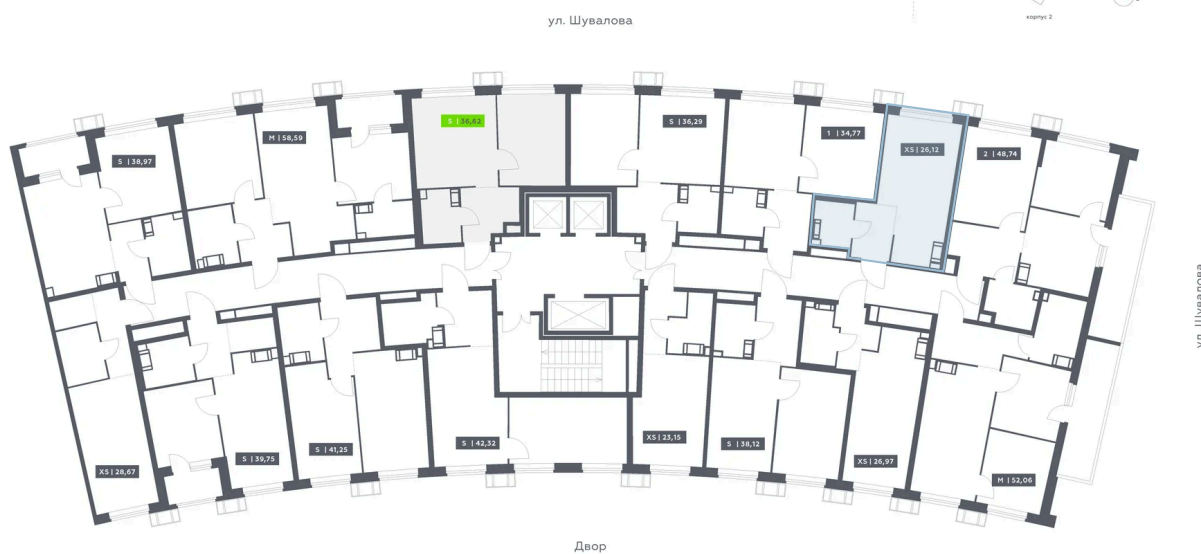 корпус 2
ул. Шувалова
S | 38,97
M | 58,59
S | 36,62
S | 36,29
1 | 34,77
XS | 26,12
2 | 48,74
ул. Шувалова
XS | 28,67
S | 39,75
S | 41,25
S | 42,32
XS | 23,15
S | 38,12
XS | 26,97
M | 52,06
Двор